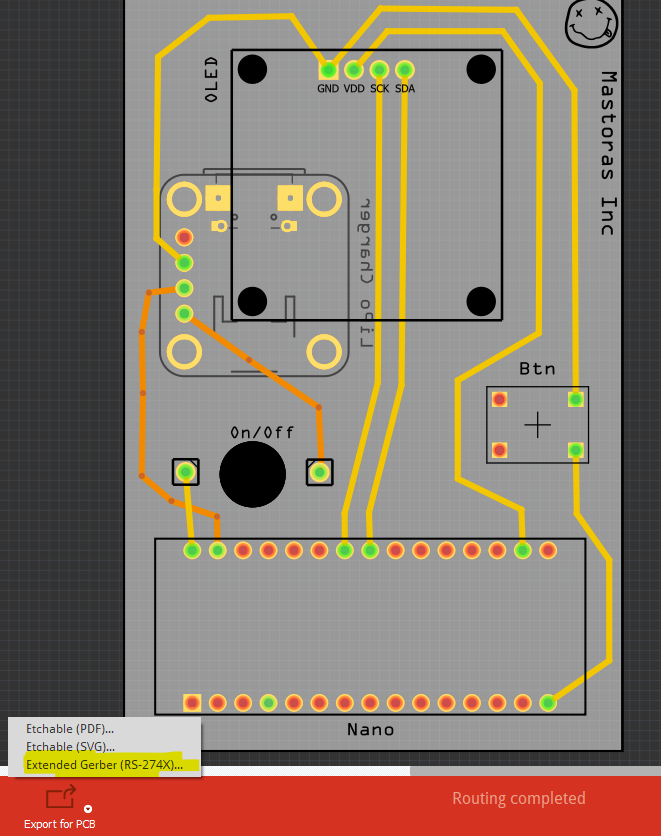 OLED
GND VDD SCK SDA
Mastoras Inc
Lipo Charger
Btn
On/Off
Nano
Etchable (PDF)...
Etchable (SVG)...
Extended Gerber (RS-274X)...
Routing completed
Export for PCB